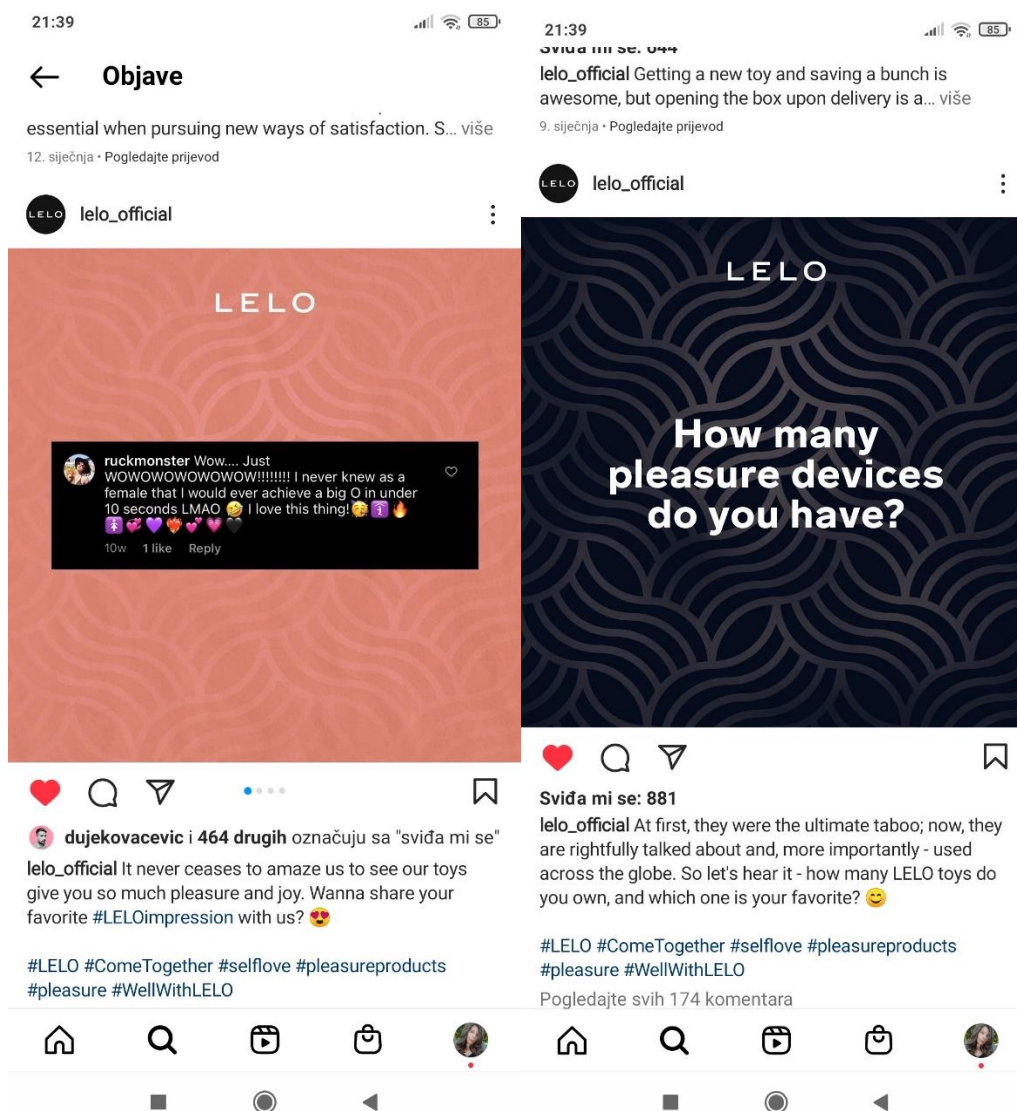 21:39
85
Objave
essential when pursuing new ways of satisfaction. S... više
12. siječnja • Pogledajte prijevod
LELO
lelo_official
LELO
ruckmonster Wow.... Just
WOWOWOWOWOWOW!!!!!!!! I never knew as a
female that I would ever achieve a big O in under
10 seconds LMAO 🤣 I love this thing!🥳🛐🔥
🛐💞💜❤️‍🔥💕💗🖤
10w 1 like Reply
dujekovacevic i 464 drugih označuju sa "sviđa mi se"
lelo_official It never ceases to amaze us to see our toys
give you so much pleasure and joy. Wanna share your
favorite #LELOimpression with us? 😍
#LELO #ComeTogether #selflove #pleasureproducts
#pleasure #WellWithLELO
21:39
85
Sviđa mi se: 644
lelo_official Getting a new toy and saving a bunch is
awesome, but opening the box upon delivery is a... više
9. siječnja • Pogledajte prijevod
LELO
lelo_official
LELO
How many
pleasure devices
do you have?
Sviđa mi se: 881
lelo_official At first, they were the ultimate taboo; now, they
are rightfully talked about and, more importantly - used
across the globe. So let's hear it - how many LELO toys do
you own, and which one is your favorite? 😊
#LELO #ComeTogether #selflove #pleasureproducts
#pleasure #WellWithLELO
Pogledajte svih 174 komentara